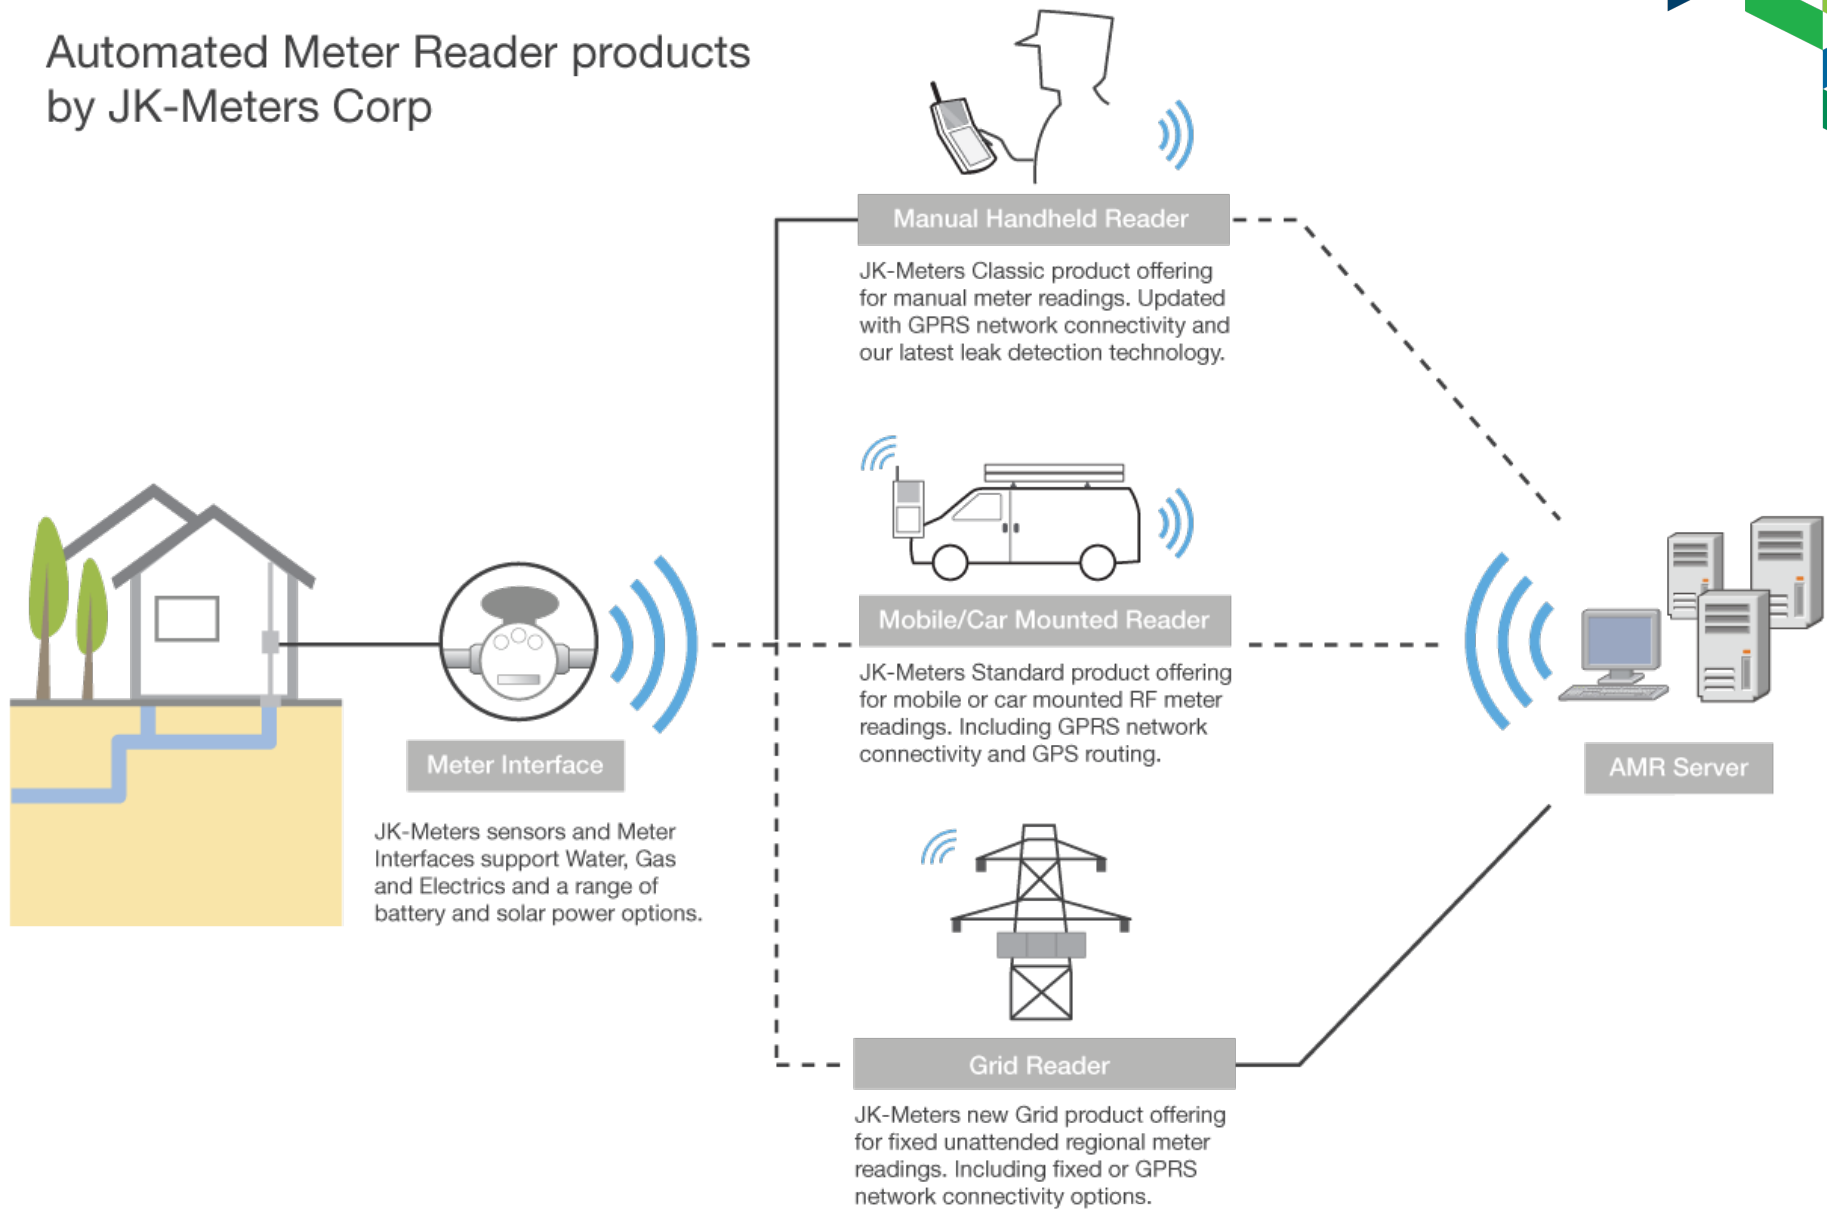 Automated Meter Reader products
by JK-Meters Corp
Manual Handheld Reader
JK-Meters Classic product offering
for manual meter readings. Updated
with GPRS network connectivity and
our latest leak detection technology.
Mobile/Car Mounted Reader
JK-Meters Standard product offering
for mobile or car mounted RF meter
readings. Including GPRS network
connectivity and GPS routing.
Meter Interface
JK-Meters sensors and Meter
Interfaces support Water, Gas
and Electrics and a range of
battery and solar power options.
AMR Server
Grid Reader
JK-Meters new Grid product offering
for fixed unattended regional meter
readings. Including fixed or GPRS
network connectivity options.